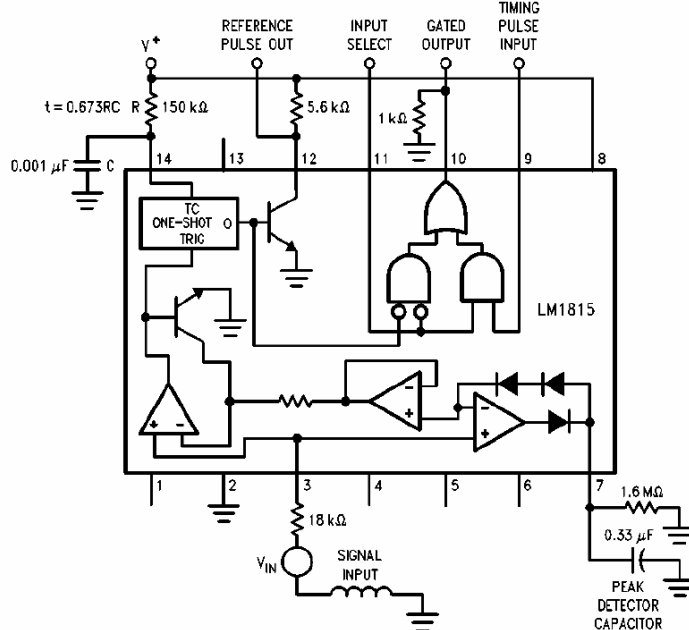 REFERENCE
PULSE OUT
INPUT
SELECT
GATED
OUTPUT
TIMING
PULSE
INPUT
V+
t = 0.673RC R 150 kΩ
5.6 kΩ
1 kΩ
0.001 µF C
14 13 12 11 10 9 8
TC
ONE-SHOT O
TRIG
LM1815
+ -
-
+
-
+
1 2 3 4 5 6 7
18 kΩ
1.6 MΩ
0.33 µF
VIN
SIGNAL
INPUT
PEAK
DETECTOR
CAPACITOR